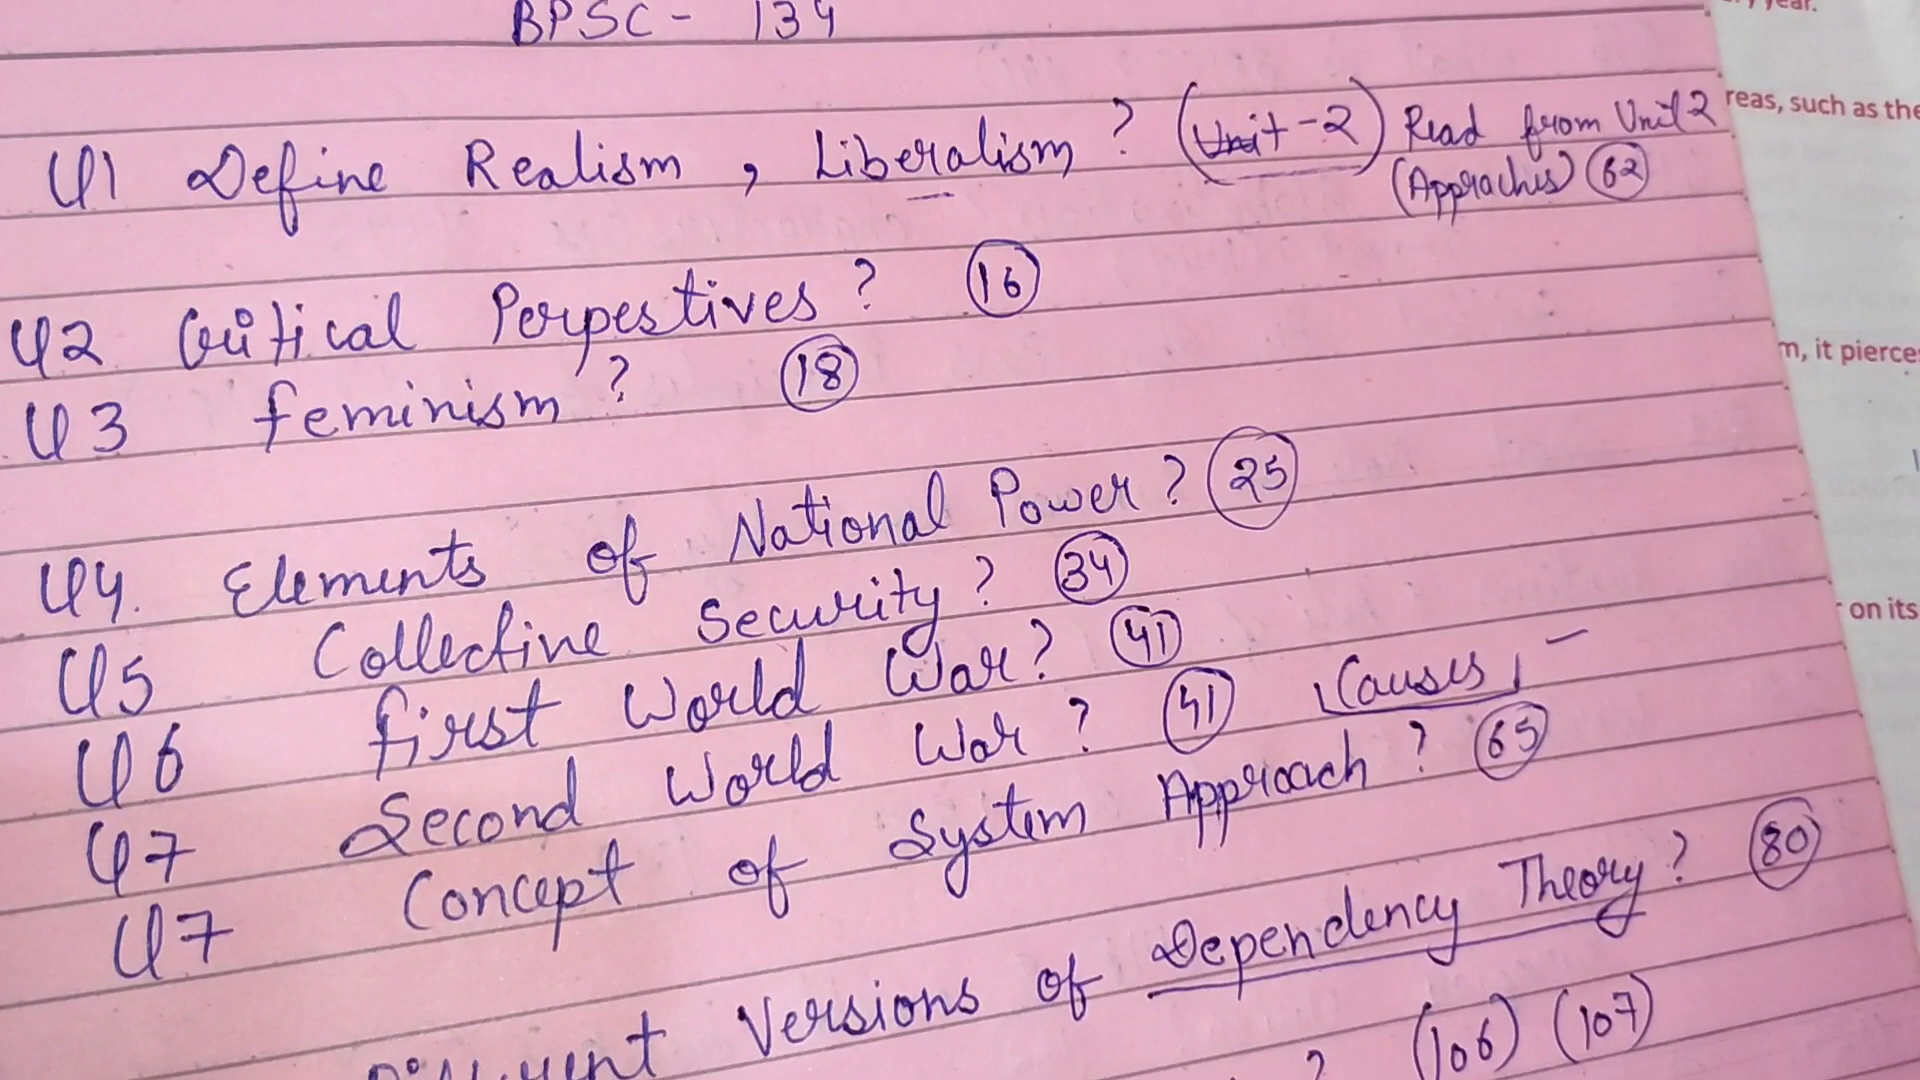 BPSC - 134
Q1 Define Realism, Liberalism? (Unit-2) Read from Unit 2
(Appraches) (62)
Q2 Critical Perpestives? (16)
Q3 feminism? (18)
Q4. Elements of National Power? (25)
Q5 Collective Security? (34)
Q6 first World War? (41)
Q7 Second World War? (41) Causes,
Q7 Concept of System Approach? (65)
Versions of Dependency Theory? (80)
? (106) (107)
year.
reas, such as the
m, it pierces
on its